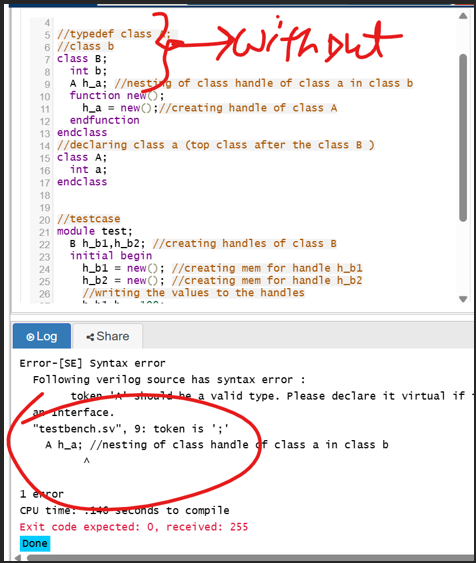 4
5 //typedef class A;
6 //class b
7 class B;
8 int b;
9 A h_a; //nesting of class handle of class a in class b
10 function new();
11 h_a = new();//creating handle of class A
12 endfunction
13 endclass
14 //declaring class a (top class after the class B )
15 class A;
16 int a;
17 endclass
18
19
20 //testcase
21 module test;
22 B h_b1,h_b2; //creating handles of class B
23 initial begin
24 h_b1 = new(); //creating mem for handle h_b1
25 h_b2 = new(); //creating mem for handle h_b2
26 //writing the values to the handles
without
Log Share
Error-[SE] Syntax error
Following verilog source has syntax error :
token 'A' should be a valid type. Please declare it virtual if
an interface.
"testbench.sv", 9: token is ';'
A h_a; //nesting of class handle of class a in class b
^
1 error
CPU time: .146 seconds to compile
Exit code expected: 0, received: 255
Done